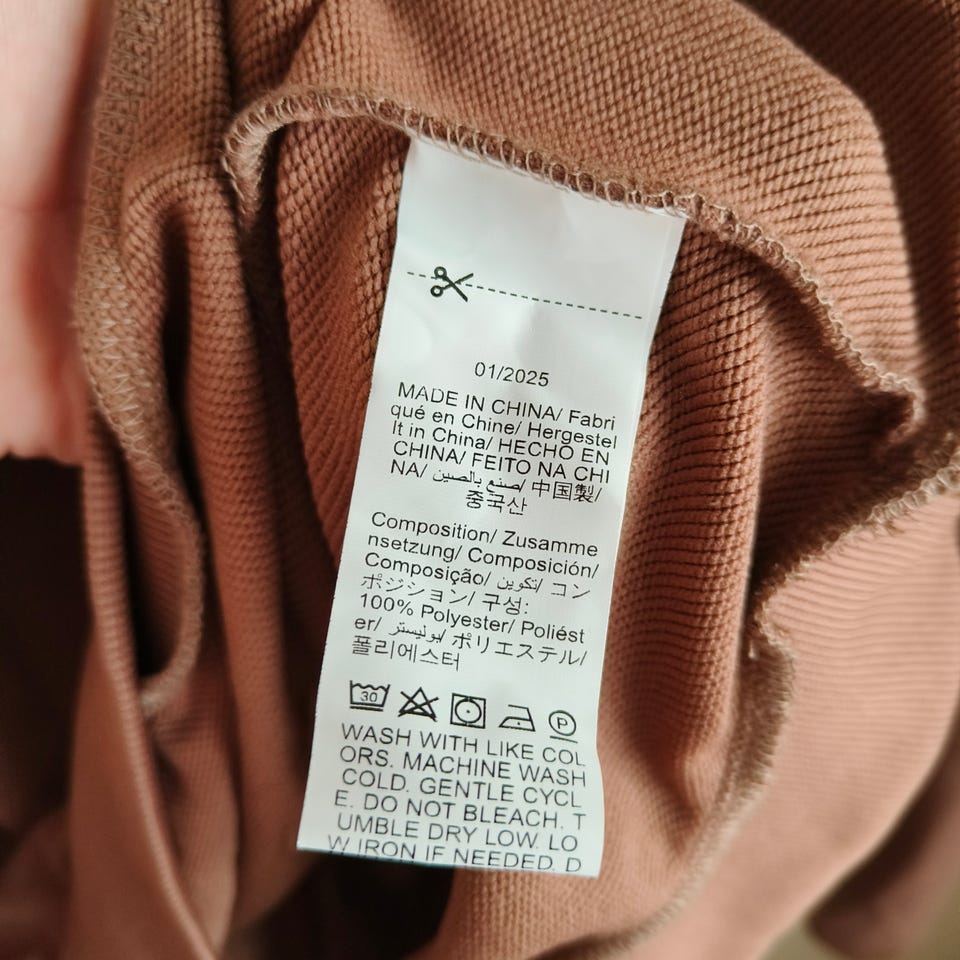 01/2025
MADE IN CHINA/ Fabri
qué en Chine/ Hergestel
lt in China/ HECHO EN
CHINA/ FEITO NA CHI
NA/ صنع بالصين/ 中国製/
중국산
Composition/ Zusamme
nsetzung/ Composición/
Composição/ تكوين/ コン
ポジション/ 구성:
100% Polyester/ Poliést
er/ بوليستر/ ポリエステル/
폴리에스터
30 P
WASH WITH LIKE COL
ORS. MACHINE WASH
COLD. GENTLE CYCL
E. DO NOT BLEACH. T
UMBLE DRY LOW. LO
W IRON IF NEEDED. D